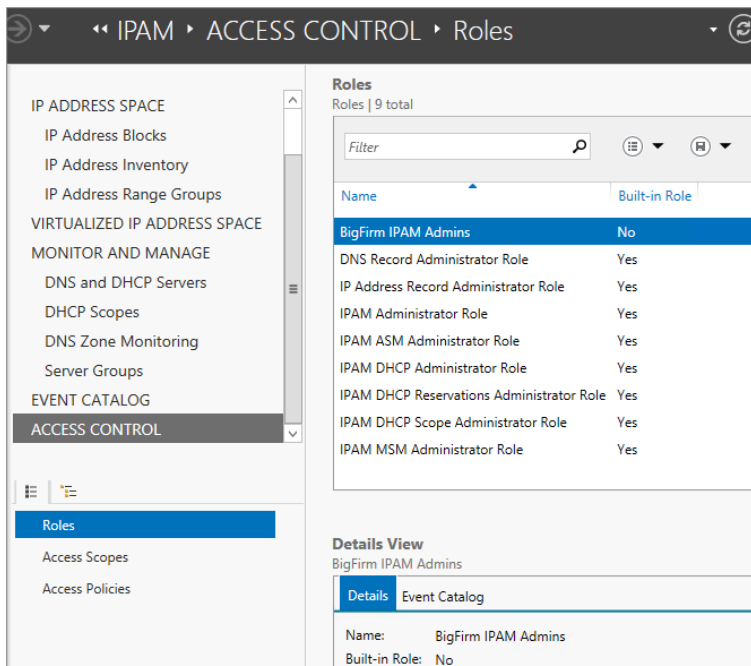 IPAM ACCESS CONTROL Roles
IP ADDRESS SPACE
IP Address Blocks
IP Address Inventory
IP Address Range Groups
VIRTUALIZED IP ADDRESS SPACE
MONITOR AND MANAGE
DNS and DHCP Servers
DHCP Scopes
DNS Zone Monitoring
Server Groups
EVENT CATALOG
ACCESS CONTROL
Roles
Access Scopes
Access Policies
Roles
Roles | 9 total
Filter
Name Built-in Role
BigFirm IPAM Admins No
DNS Record Administrator Role Yes
IP Address Record Administrator Role Yes
IPAM Administrator Role Yes
IPAM ASM Administrator Role Yes
IPAM DHCP Administrator Role Yes
IPAM DHCP Reservations Administrator Role Yes
IPAM DHCP Scope Administrator Role Yes
IPAM MSM Administrator Role Yes
Details View
BigFirm IPAM Admins
Details Event Catalog
Name: BigFirm IPAM Admins
Built-in Role: No